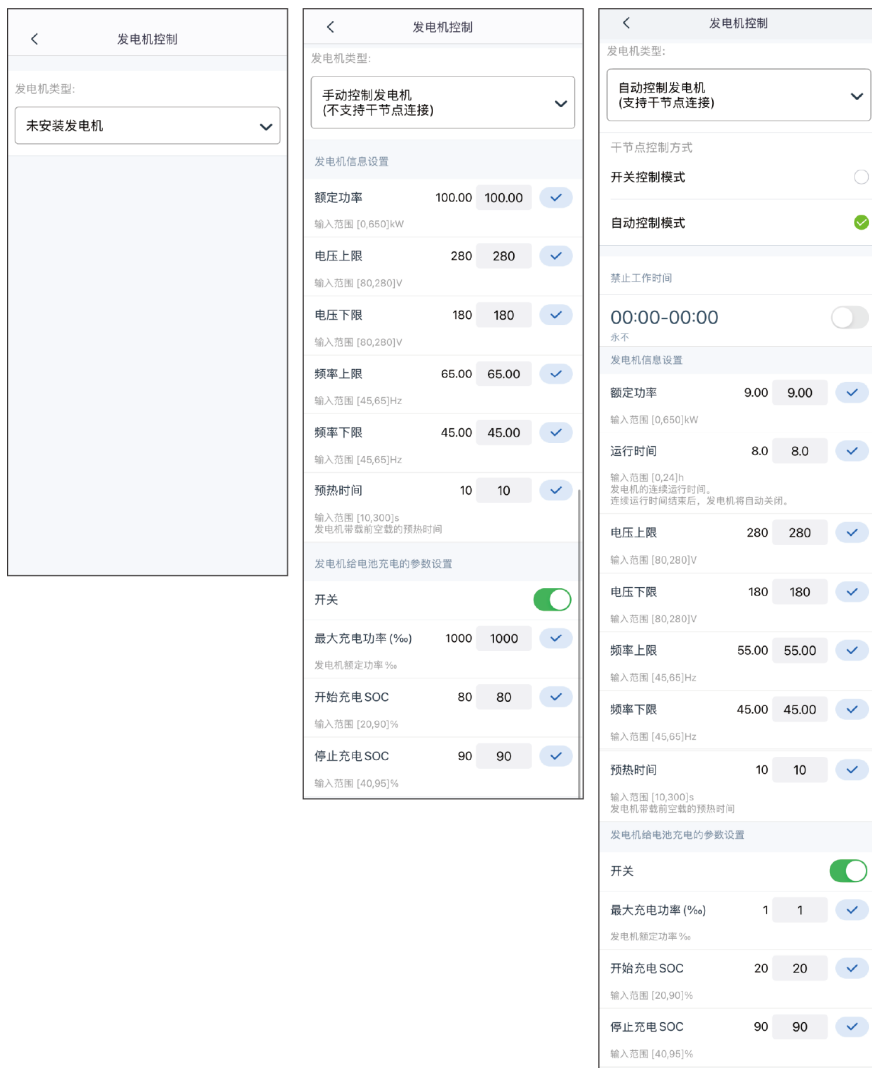 发电机控制
发电机类型:
未安装发电机
发电机控制
发电机类型:
手动控制发电机
(不支持干节点连接)
发电机信息设置
额定功率 100.00 100.00
输入范围 [0,650]kW
电压上限 280 280
输入范围 [80,280]V
电压下限 180 180
输入范围 [80,280]V
频率上限 65.00 65.00
输入范围 [45,65]Hz
频率下限 45.00 45.00
输入范围 [45,65]Hz
预热时间 10 10
输入范围 [10,300]s
发电机带载前空载的预热时间
发电机给电池充电的参数设置
开关
最大充电功率 (‰) 1000 1000
发电机额定功率 ‰
开始充电 SOC 80 80
输入范围 [20,90]%
停止充电 SOC 90 90
输入范围 [40,95]%
发电机控制
发电机类型:
自动控制发电机
(支持干节点连接)
干节点控制方式
开关控制模式
自动控制模式
禁止工作时间
00:00-00:00
永不
发电机信息设置
额定功率 9.00 9.00
输入范围 [0,650]kW
运行时间 8.0 8.0
输入范围 [0,24]h
发电机的连续运行时间。
连续运行时间结束后，发电机将自动关闭。
电压上限 280 280
输入范围 [80,280]V
电压下限 180 180
输入范围 [80,280]V
频率上限 55.00 55.00
输入范围 [45,65]Hz
频率下限 45.00 45.00
输入范围 [45,65]Hz
预热时间 10 10
输入范围 [10,300]s
发电机带载前空载的预热时间
发电机给电池充电的参数设置
开关
最大充电功率 (‰) 1 1
发电机额定功率 ‰
开始充电 SOC 20 20
输入范围 [20,90]%
停止充电 SOC 90 90
输入范围 [40,95]%